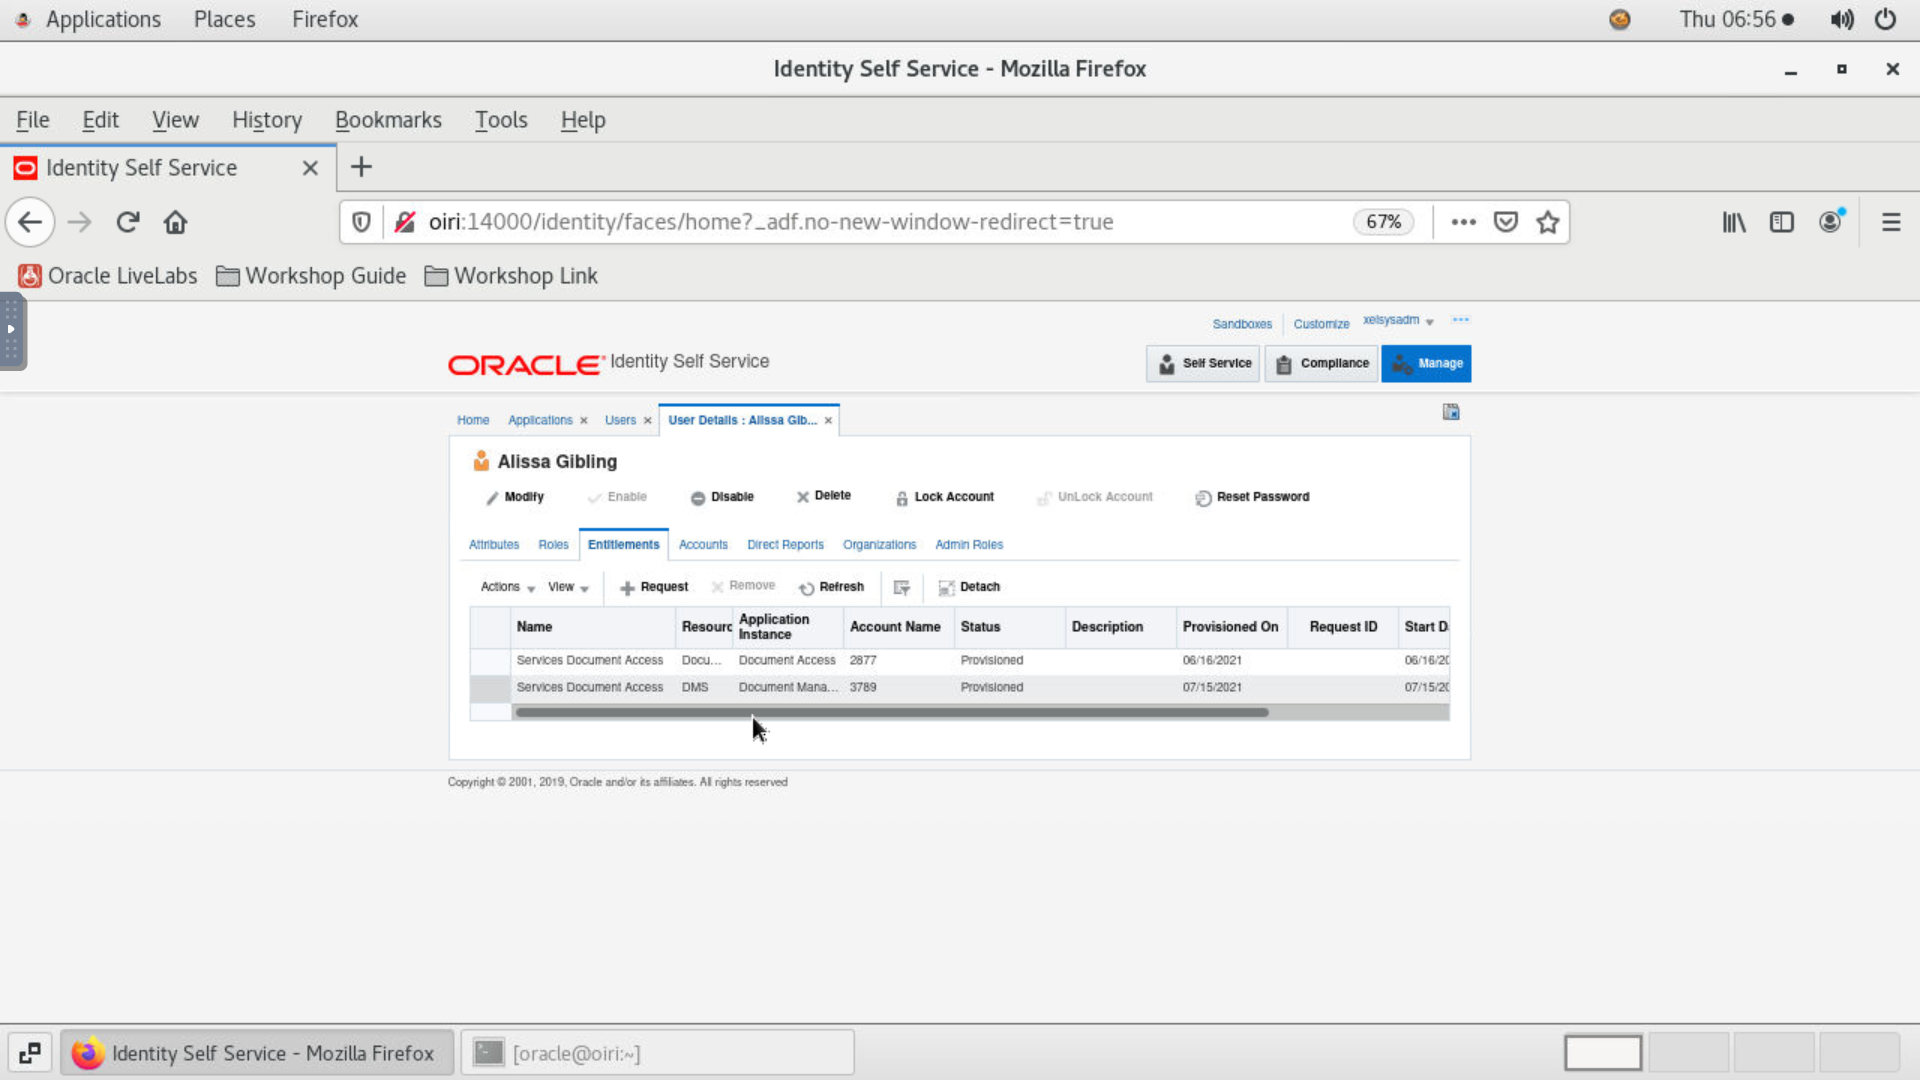 Applications Places Firefox Thu 06:56
Identity Self Service - Mozilla Firefox
File Edit View History Bookmarks Tools Help
Identity Self Service
oiri:14000/identity/faces/home?_adf.no-new-window-redirect=true 67%
Oracle LiveLabs Workshop Guide Workshop Link
Sandboxes Customize xelsysadm
ORACLE Identity Self Service Self Service Compliance Manage
Home Applications Users User Details : Alissa Gib...
Alissa Gibling
Modify Enable Disable Delete Lock Account UnLock Account Reset Password
Attributes Roles Entitlements Accounts Direct Reports Organizations Admin Roles
Actions View Request Remove Refresh Detach
Name Resourc Application Instance Account Name Status Description Provisioned On Request ID Start D
Services Document Access Docu... Document Access 2877 Provisioned 06/16/2021 06/16/20
Services Document Access DMS Document Mana... 3789 Provisioned 07/15/2021 07/15/20
Copyright © 2001, 2019, Oracle and/or its affiliates. All rights reserved
Identity Self Service - Mozilla Firefox [oracle@oiri:~]